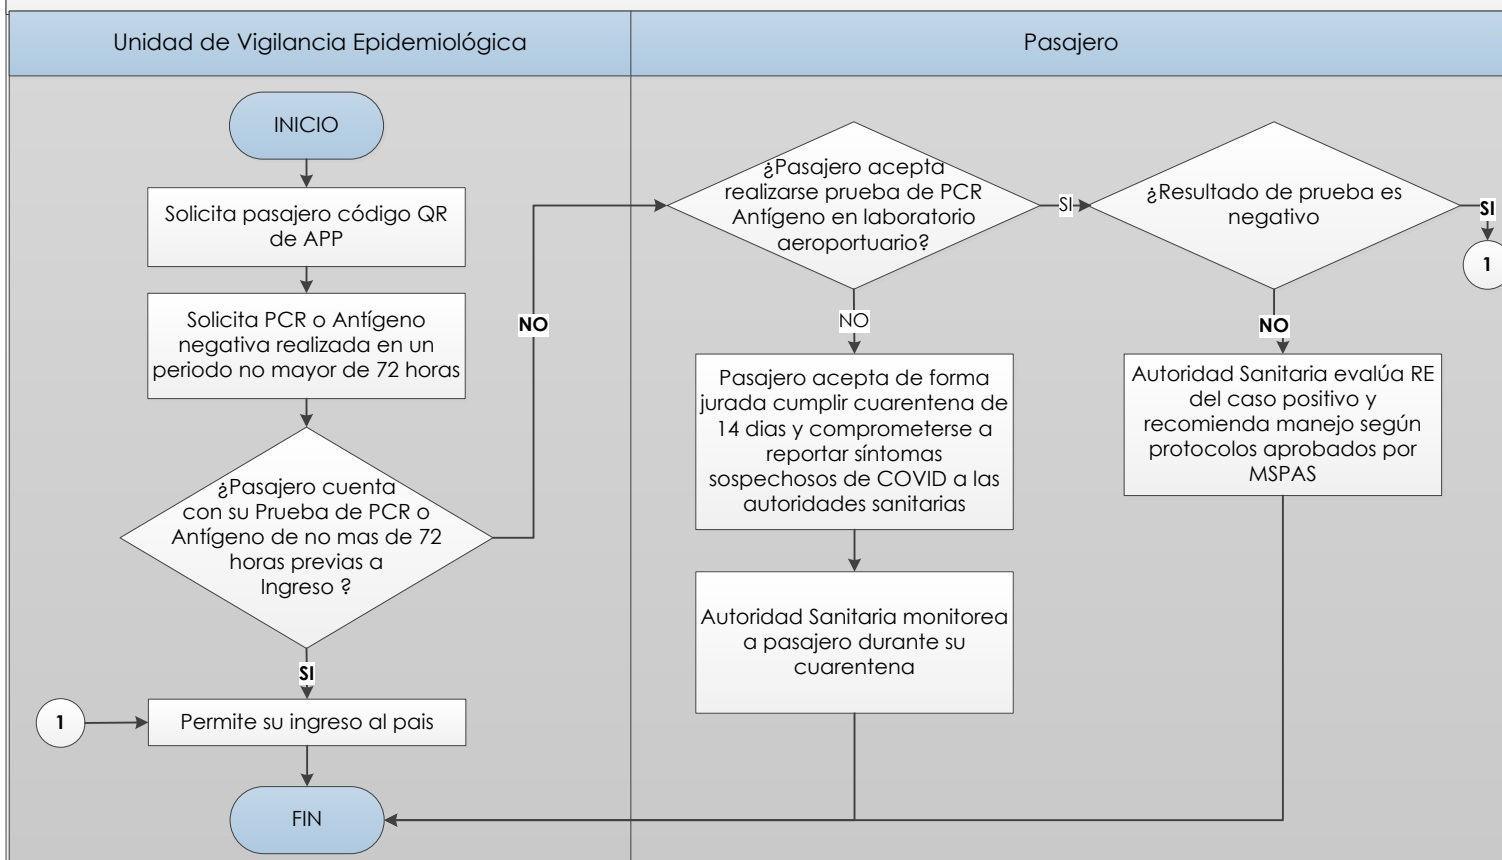 Unidad de Vigilancia Epidemiológica
Pasajero
INICIO
Solicita pasajero código QR
de APP
Solicita PCR o Antígeno
negativa realizada en un
periodo no mayor de 72 horas
¿Pasajero cuenta
con su Prueba de PCR o
Antígeno de no mas de 72
horas previas a
Ingreso ?
NO
SI
1
Permite su ingreso al pais
FIN
¿Pasajero acepta
realizarse prueba de PCR
Antígeno en laboratorio
aeroportuario?
SI
NO
Pasajero acepta de forma
jurada cumplir cuarentena de
14 dias y comprometerse a
reportar síntomas
sospechosos de COVID a las
autoridades sanitarias
Autoridad Sanitaria monitorea
a pasajero durante su
cuarentena
¿Resultado de prueba es
negativo
SI
1
NO
Autoridad Sanitaria evalúa RE
del caso positivo y
recomienda manejo según
protocolos aprobados por
MSPAS